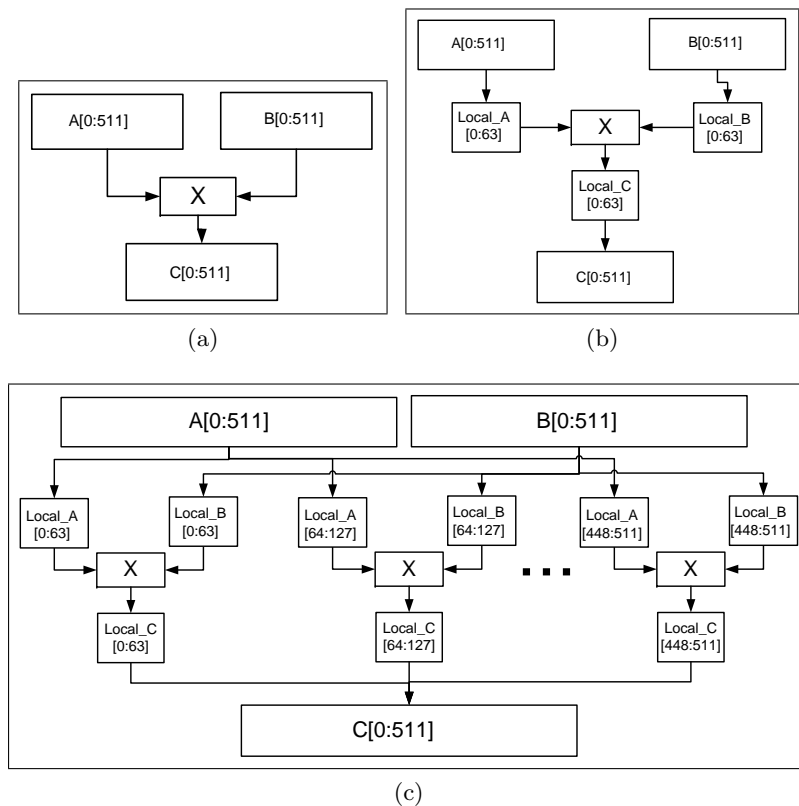 A[0:511]
B[0:511]
X
C[0:511]
(a)
A[0:511]
B[0:511]
Local_A
[0:63]
X
Local_B
[0:63]
Local_C
[0:63]
C[0:511]
(b)
A[0:511]
B[0:511]
Local_A
[0:63]
Local_B
[0:63]
Local_A
[64:127]
Local_B
[64:127]
Local_A
[448:511]
Local_B
[448:511]
X
X
X
Local_C
[0:63]
Local_C
[64:127]
Local_C
[448:511]
C[0:511]
(c)